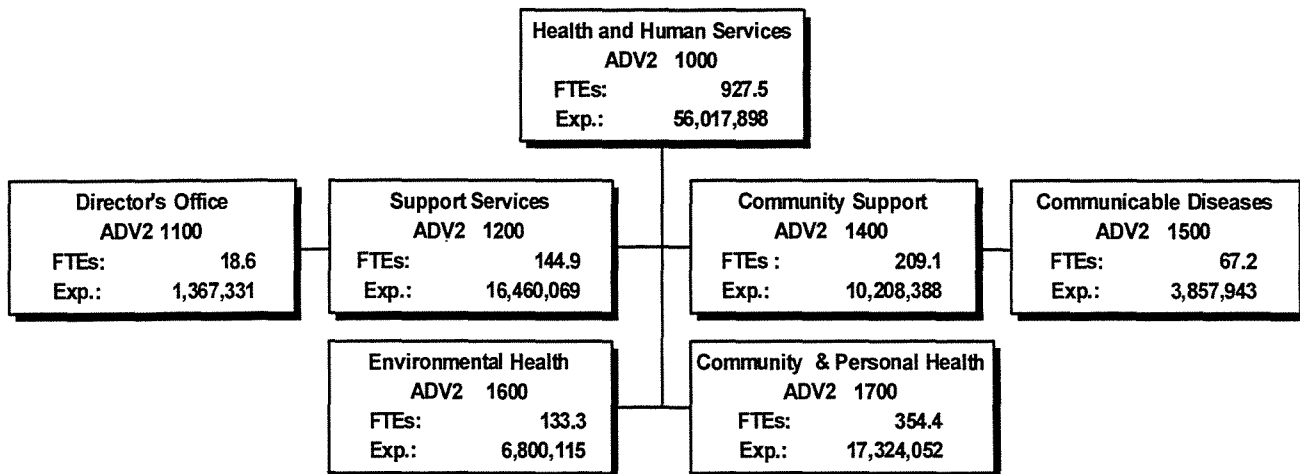 Health and Human Services
ADV2 1000
FTEs: 927.5
Exp.: 56,017,898
Director's Office
ADV2 1100
FTEs: 18.6
Exp.: 1,367,331
Support Services
ADV2 1200
FTEs: 144.9
Exp.: 16,460,069
Community Support
ADV2 1400
FTEs : 209.1
Exp.: 10,208,388
Communicable Diseases
ADV2 1500
FTEs: 67.2
Exp.: 3,857,943
Environmental Health
ADV2 1600
FTEs: 133.3
Exp.: 6,800,115
Community & Personal Health
ADV2 1700
FTEs: 354.4
Exp.: 17,324,052